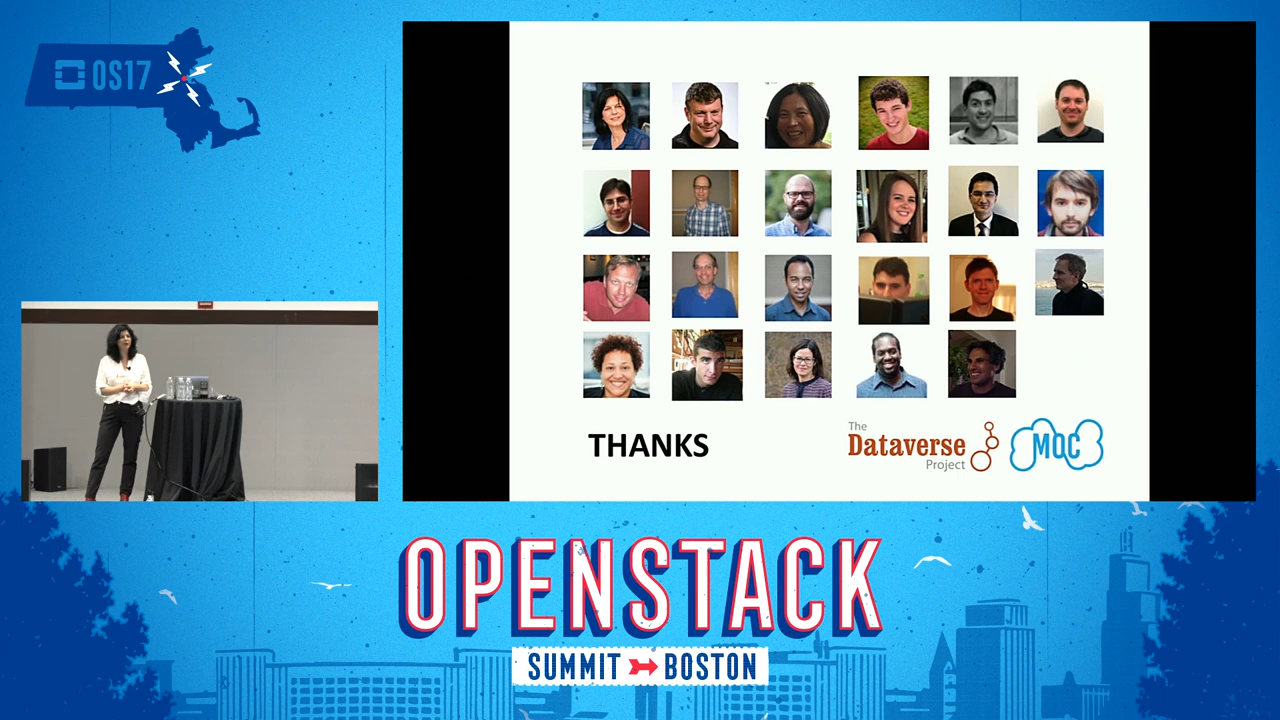 OS17
THANKS
The
Dataverse
Project
MOC
OPENSTACK
SUMMIT BOSTON